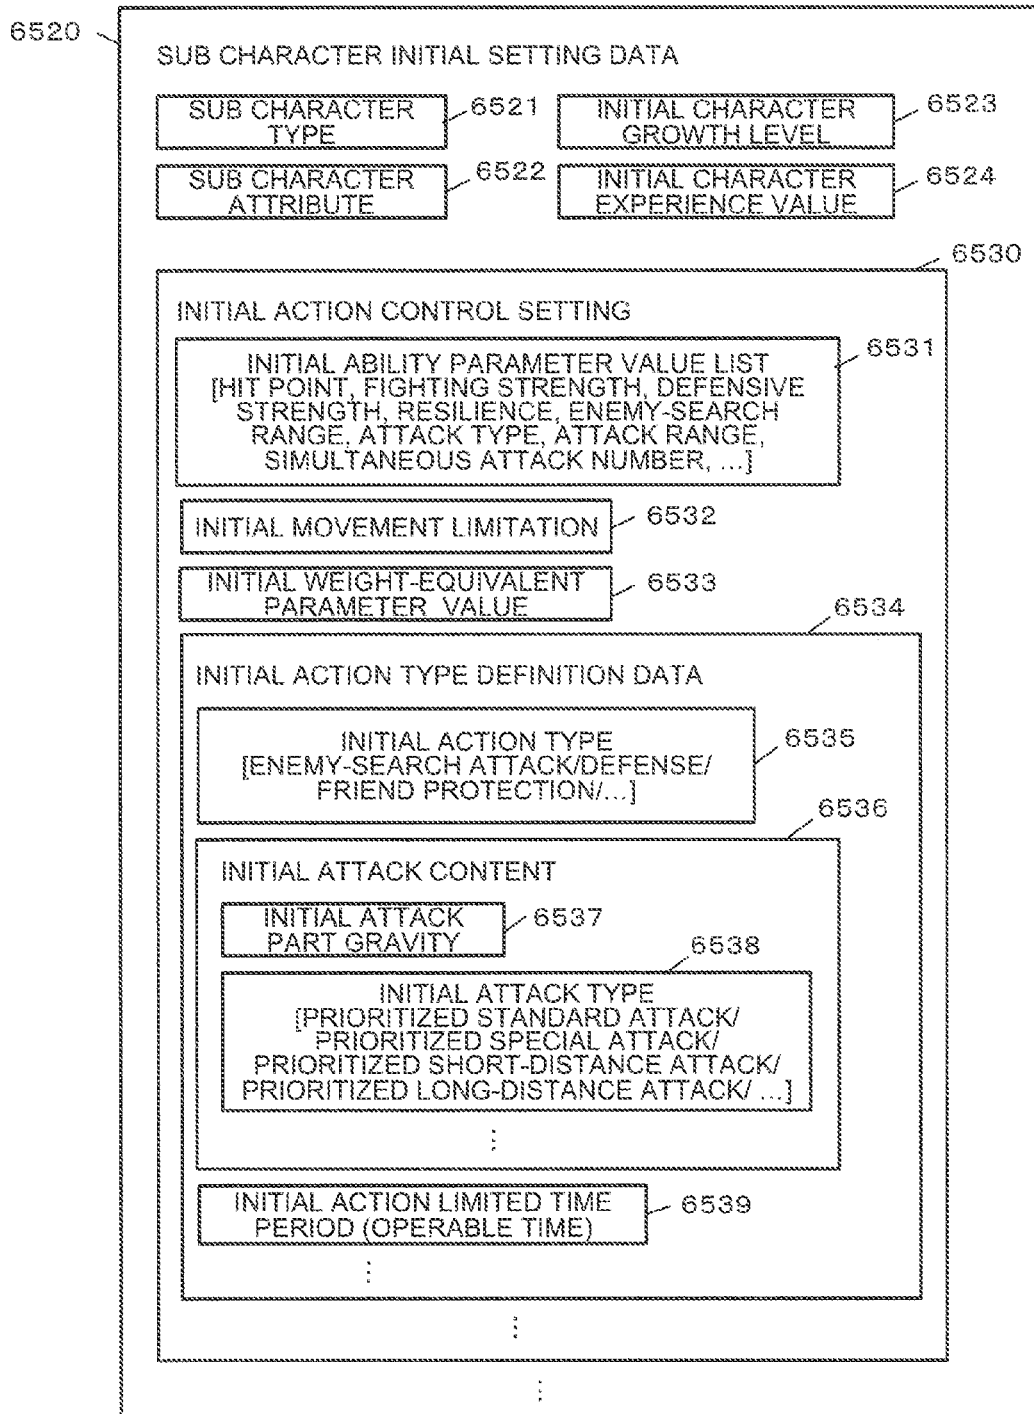 6520
SUB CHARACTER INITIAL SETTING DATA
SUB CHARACTER
TYPE
6521
INITIAL CHARACTER
GROWTH LEVEL
6523
SUB CHARACTER
ATTRIBUTE
6522
INITIAL CHARACTER
EXPERIENCE VALUE
6524
6530
INITIAL ACTION CONTROL SETTING
INITIAL ABILITY PARAMETER VALUE LIST
[HIT POINT, FIGHTING STRENGTH, DEFENSIVE
STRENGTH, RESILIENCE, ENEMY-SEARCH
RANGE, ATTACK TYPE, ATTACK RANGE,
SIMULTANEOUS ATTACK NUMBER, ...]
6531
INITIAL MOVEMENT LIMITATION
6532
INITIAL WEIGHT-EQUIVALENT
PARAMETER VALUE
6533
6534
INITIAL ACTION TYPE DEFINITION DATA
INITIAL ACTION TYPE
[ENEMY-SEARCH ATTACK/DEFENSE/
FRIEND PROTECTION/...]
6535
6536
INITIAL ATTACK CONTENT
INITIAL ATTACK
PART GRAVITY
6537
6538
INITIAL ATTACK TYPE
[PRIORITIZED STANDARD ATTACK/
PRIORITIZED SPECIAL ATTACK/
PRIORITIZED SHORT-DISTANCE ATTACK/
PRIORITIZED LONG-DISTANCE ATTACK/ ...]
⋮
INITIAL ACTION LIMITED TIME
PERIOD (OPERABLE TIME)
6539
⋮
⋮
⋮